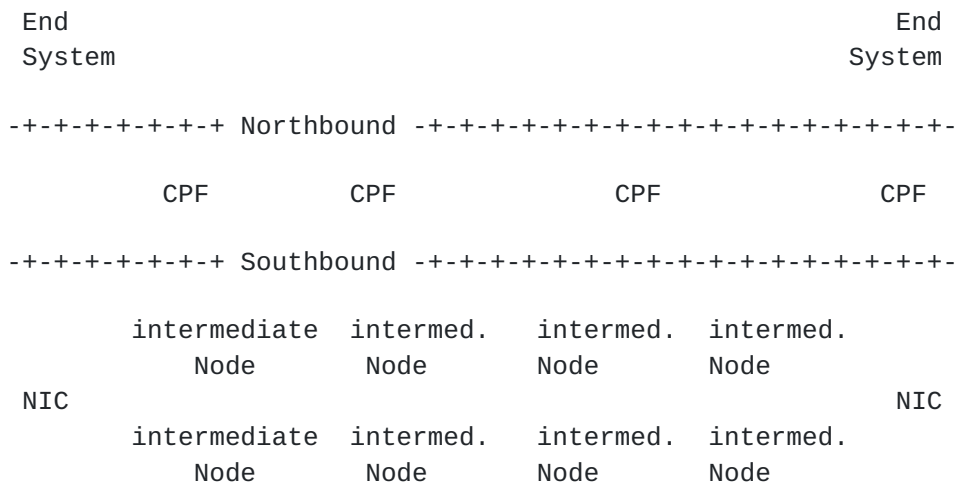 End End
System System
-+-+-+-+-+-+-+ Northbound -+-+-+-+-+-+-+-+-+-+-+-+-+-+-+-+-+-
CPF CPF CPF CPF
-+-+-+-+-+-+-+ Southbound -+-+-+-+-+-+-+-+-+-+-+-+-+-+-+-+-+-
intermediate intermed. intermed. intermed.
Node Node Node Node
NIC NIC
intermediate intermed. intermed. intermed.
Node Node Node Node